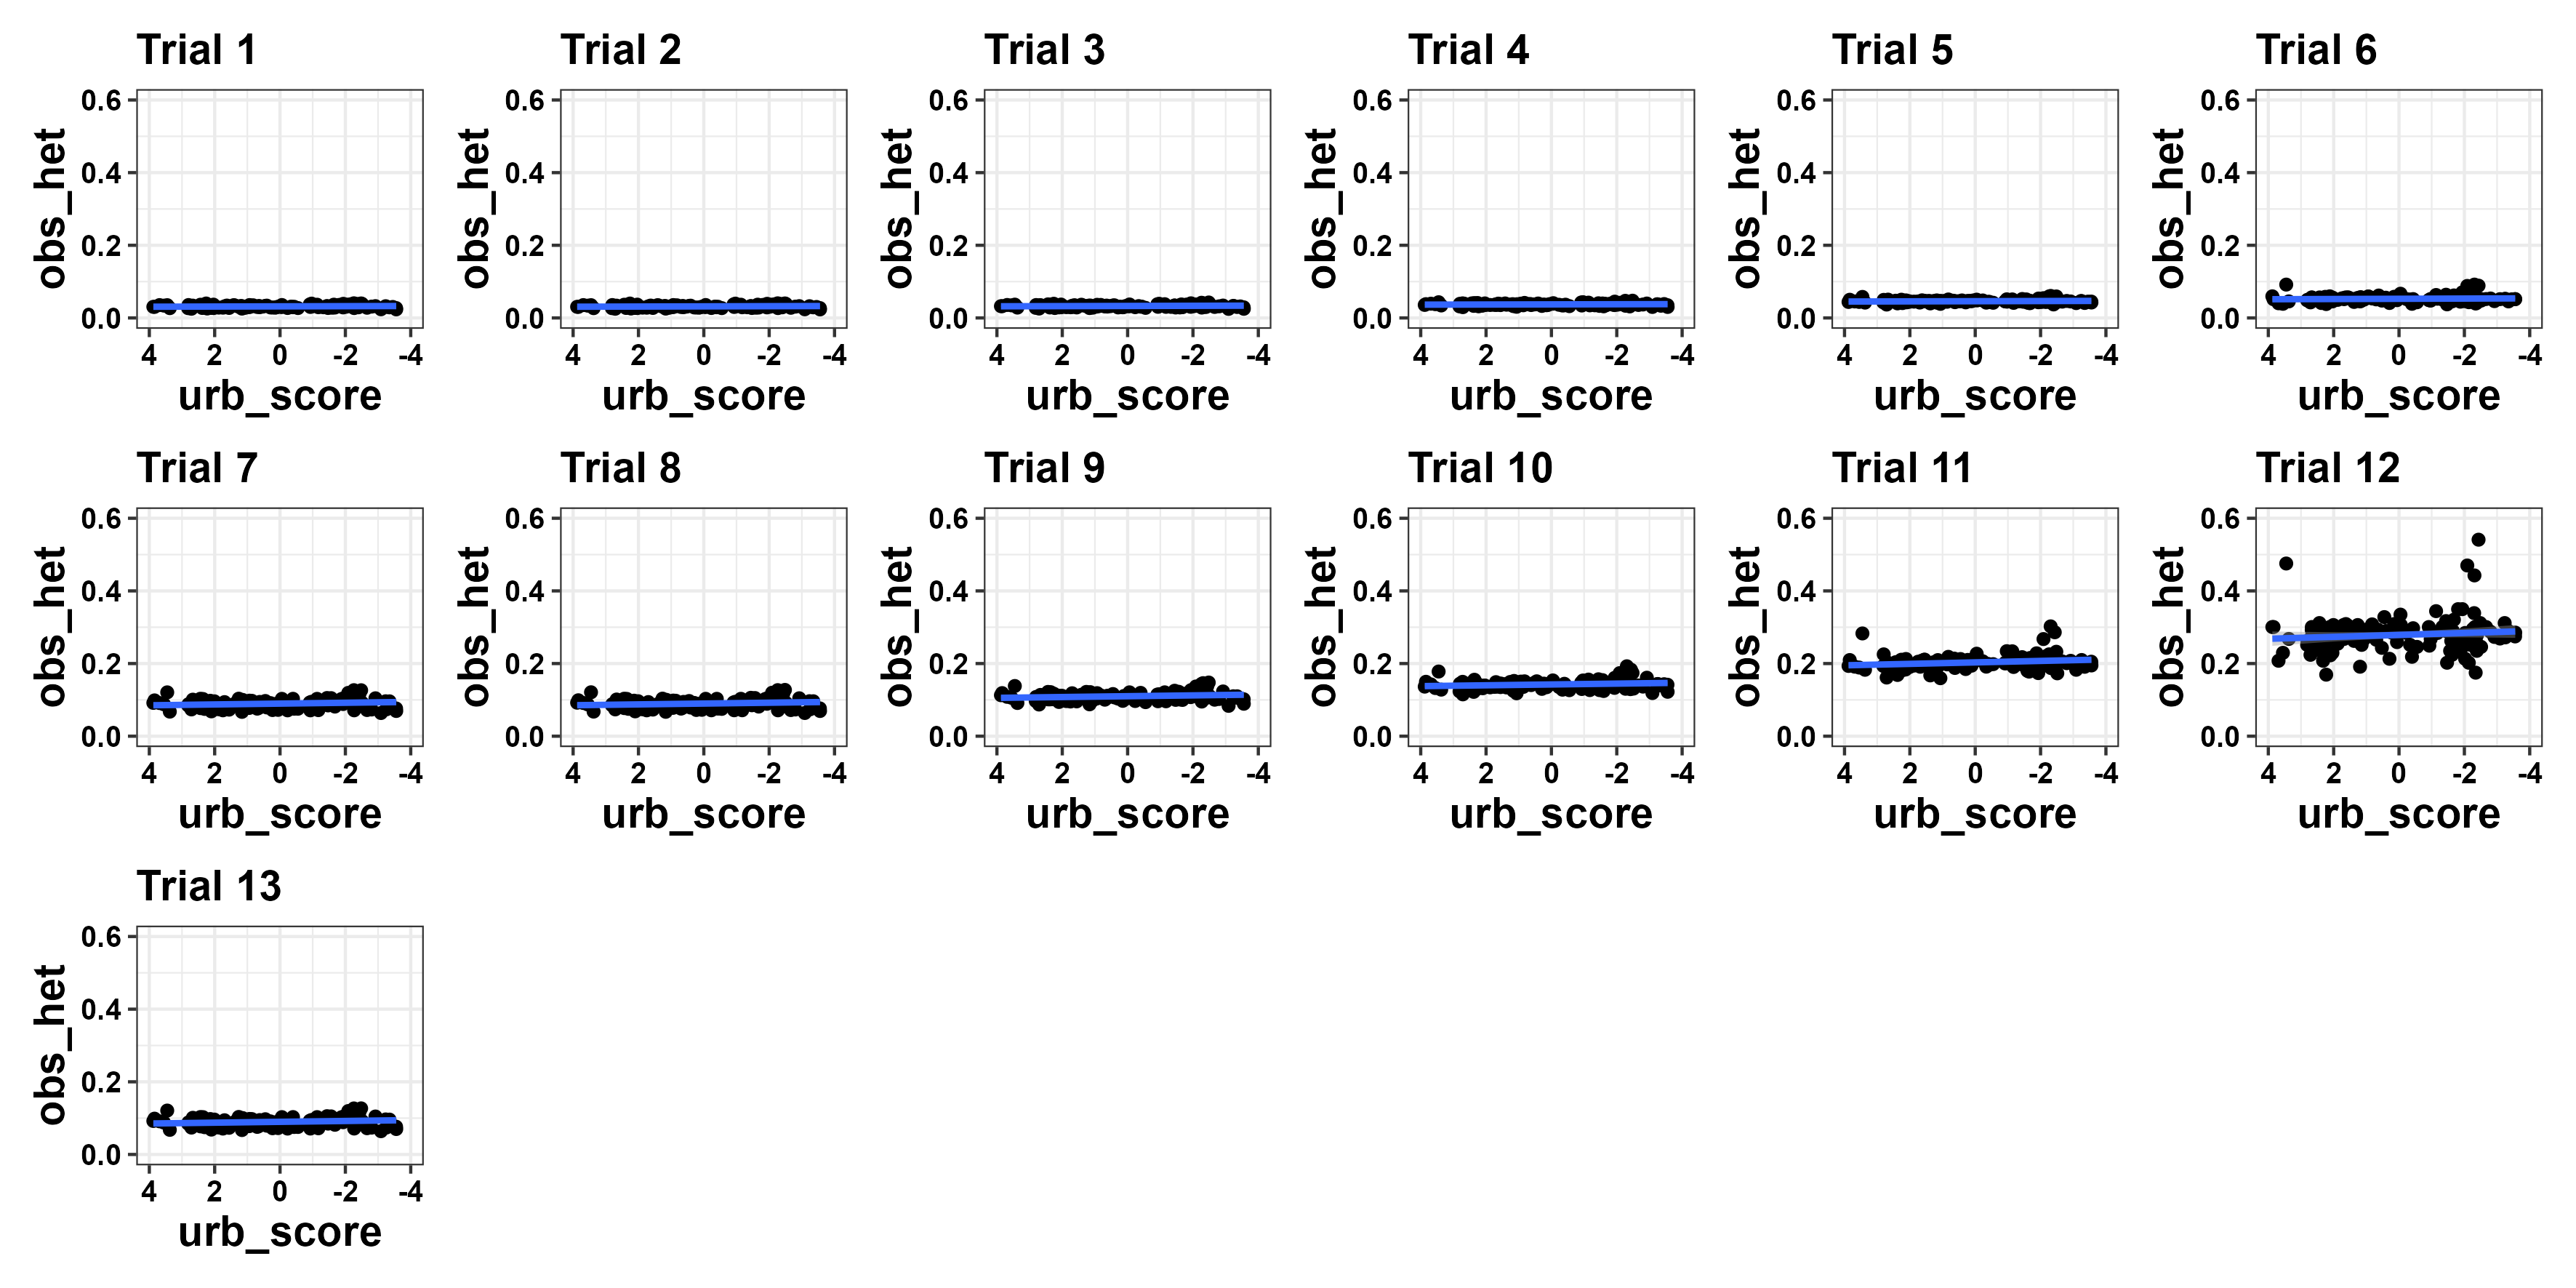 Trial 1 Trial 2 Trial 3 Trial 4 Trial 5 Trial 6
0.6 0.6 0.6 0.6 0.6 0.6
0.4 0.4 0.4 0.4 0.4 0.4
0.2 0.2 0.2 0.2 0.2 0.2
0.0 0.0 0.0 0.0 0.0 0.0
obs_het obs_het obs_het obs_het obs_het obs_het
4 2 0 -2 -4 4 2 0 -2 -4 4 2 0 -2 -4 4 2 0 -2 -4 4 2 0 -2 -4 4 2 0 -2 -4
urb_score urb_score urb_score urb_score urb_score urb_score
Trial 7 Trial 8 Trial 9 Trial 10 Trial 11 Trial 12
0.6 0.6 0.6 0.6 0.6 0.6
0.4 0.4 0.4 0.4 0.4 0.4
0.2 0.2 0.2 0.2 0.2 0.2
0.0 0.0 0.0 0.0 0.0 0.0
obs_het obs_het obs_het obs_het obs_het obs_het
4 2 0 -2 -4 4 2 0 -2 -4 4 2 0 -2 -4 4 2 0 -2 -4 4 2 0 -2 -4 4 2 0 -2 -4
urb_score urb_score urb_score urb_score urb_score urb_score
Trial 13
0.6
0.4
0.2
0.0
obs_het
4 2 0 -2 -4
urb_score